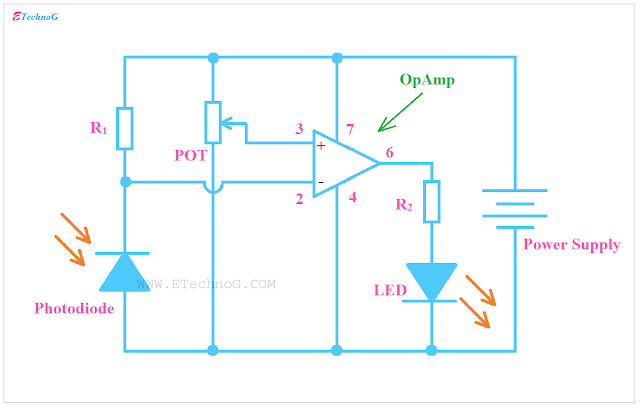 ETechnoG
OpAmp
R1
POT
3
+
7
6
-
2
4
R2
Power Supply
WWW.ETechnoG.COM
LED
Photodiode